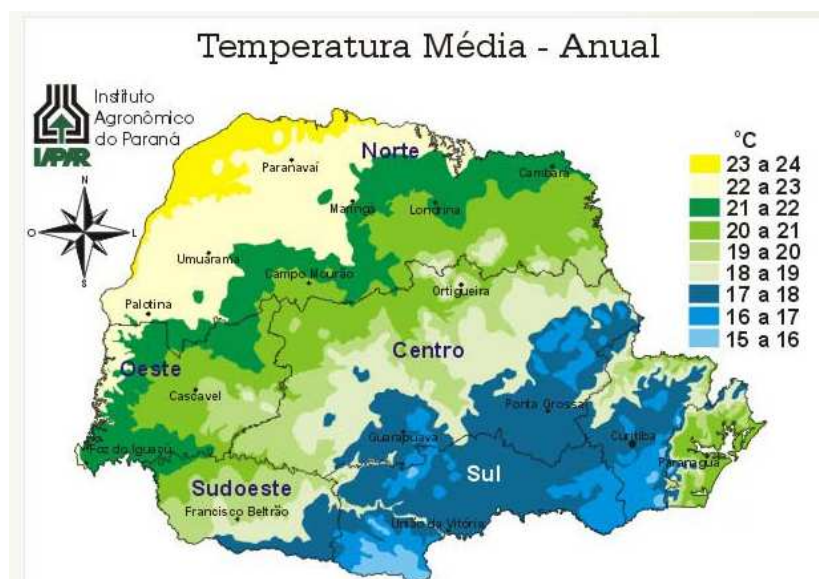 Temperatura Média - Anual
Instituto
Agronômico
do Paraná
IAPAR
N
O
L
S
°C
23 a 24
22 a 23
21 a 22
20 a 21
19 a 20
18 a 19
17 a 18
16 a 17
15 a 16
Norte
Paranavaí
Cambará
Maringá
Londrina
Umuarama
Campo Mourão
Ortigueira
Palotina
Oeste
Centro
Cascavel
Ponta Grossa
Guarapuava
Curitiba
Foz do Iguaçú
Paranaguá
Sudoeste
Sul
Francisco Beltrão
União da Vitória